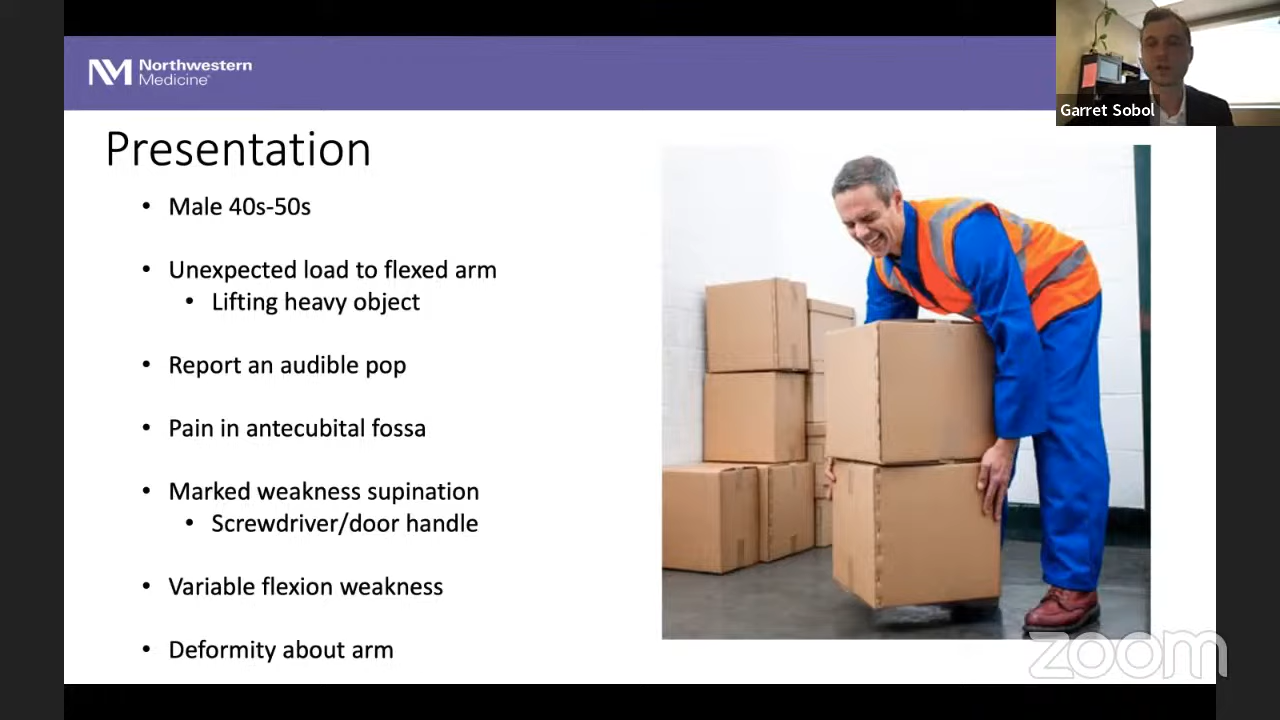 Northwestern
Medicine
Garret Sobol
Presentation
• Male 40s-50s
• Unexpected load to flexed arm
• Lifting heavy object
• Report an audible pop
• Pain in antecubital fossa
• Marked weakness supination
• Screwdriver/door handle
• Variable flexion weakness
• Deformity about arm
zoom